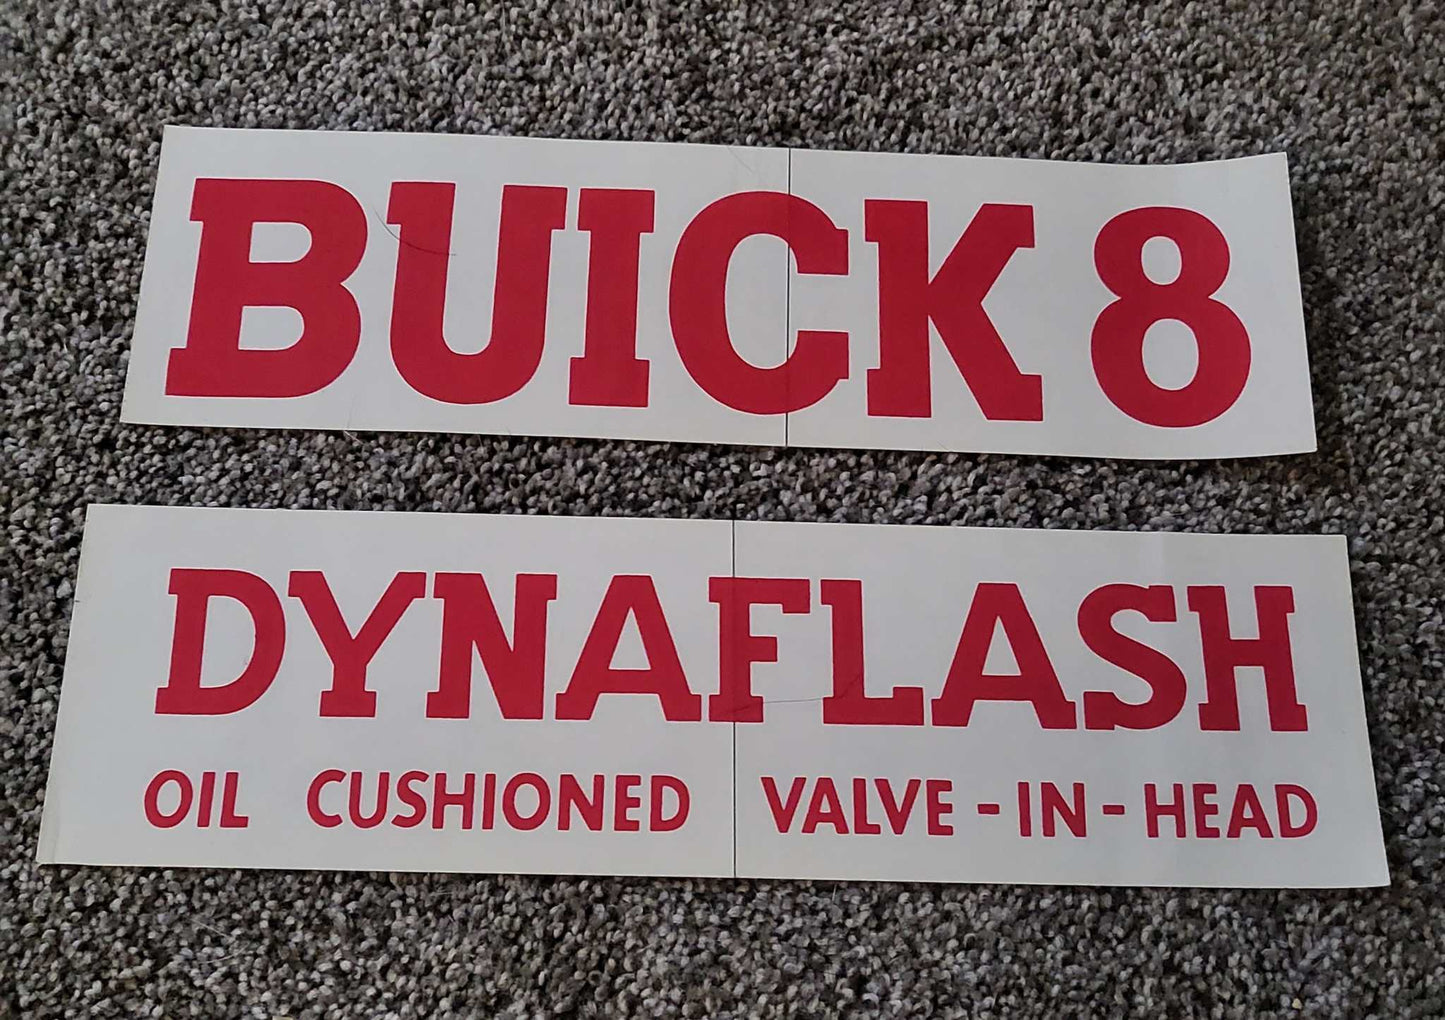 BUICK 8
DYNAFLASH
OIL CUSHIONED VALVE-IN-HEAD